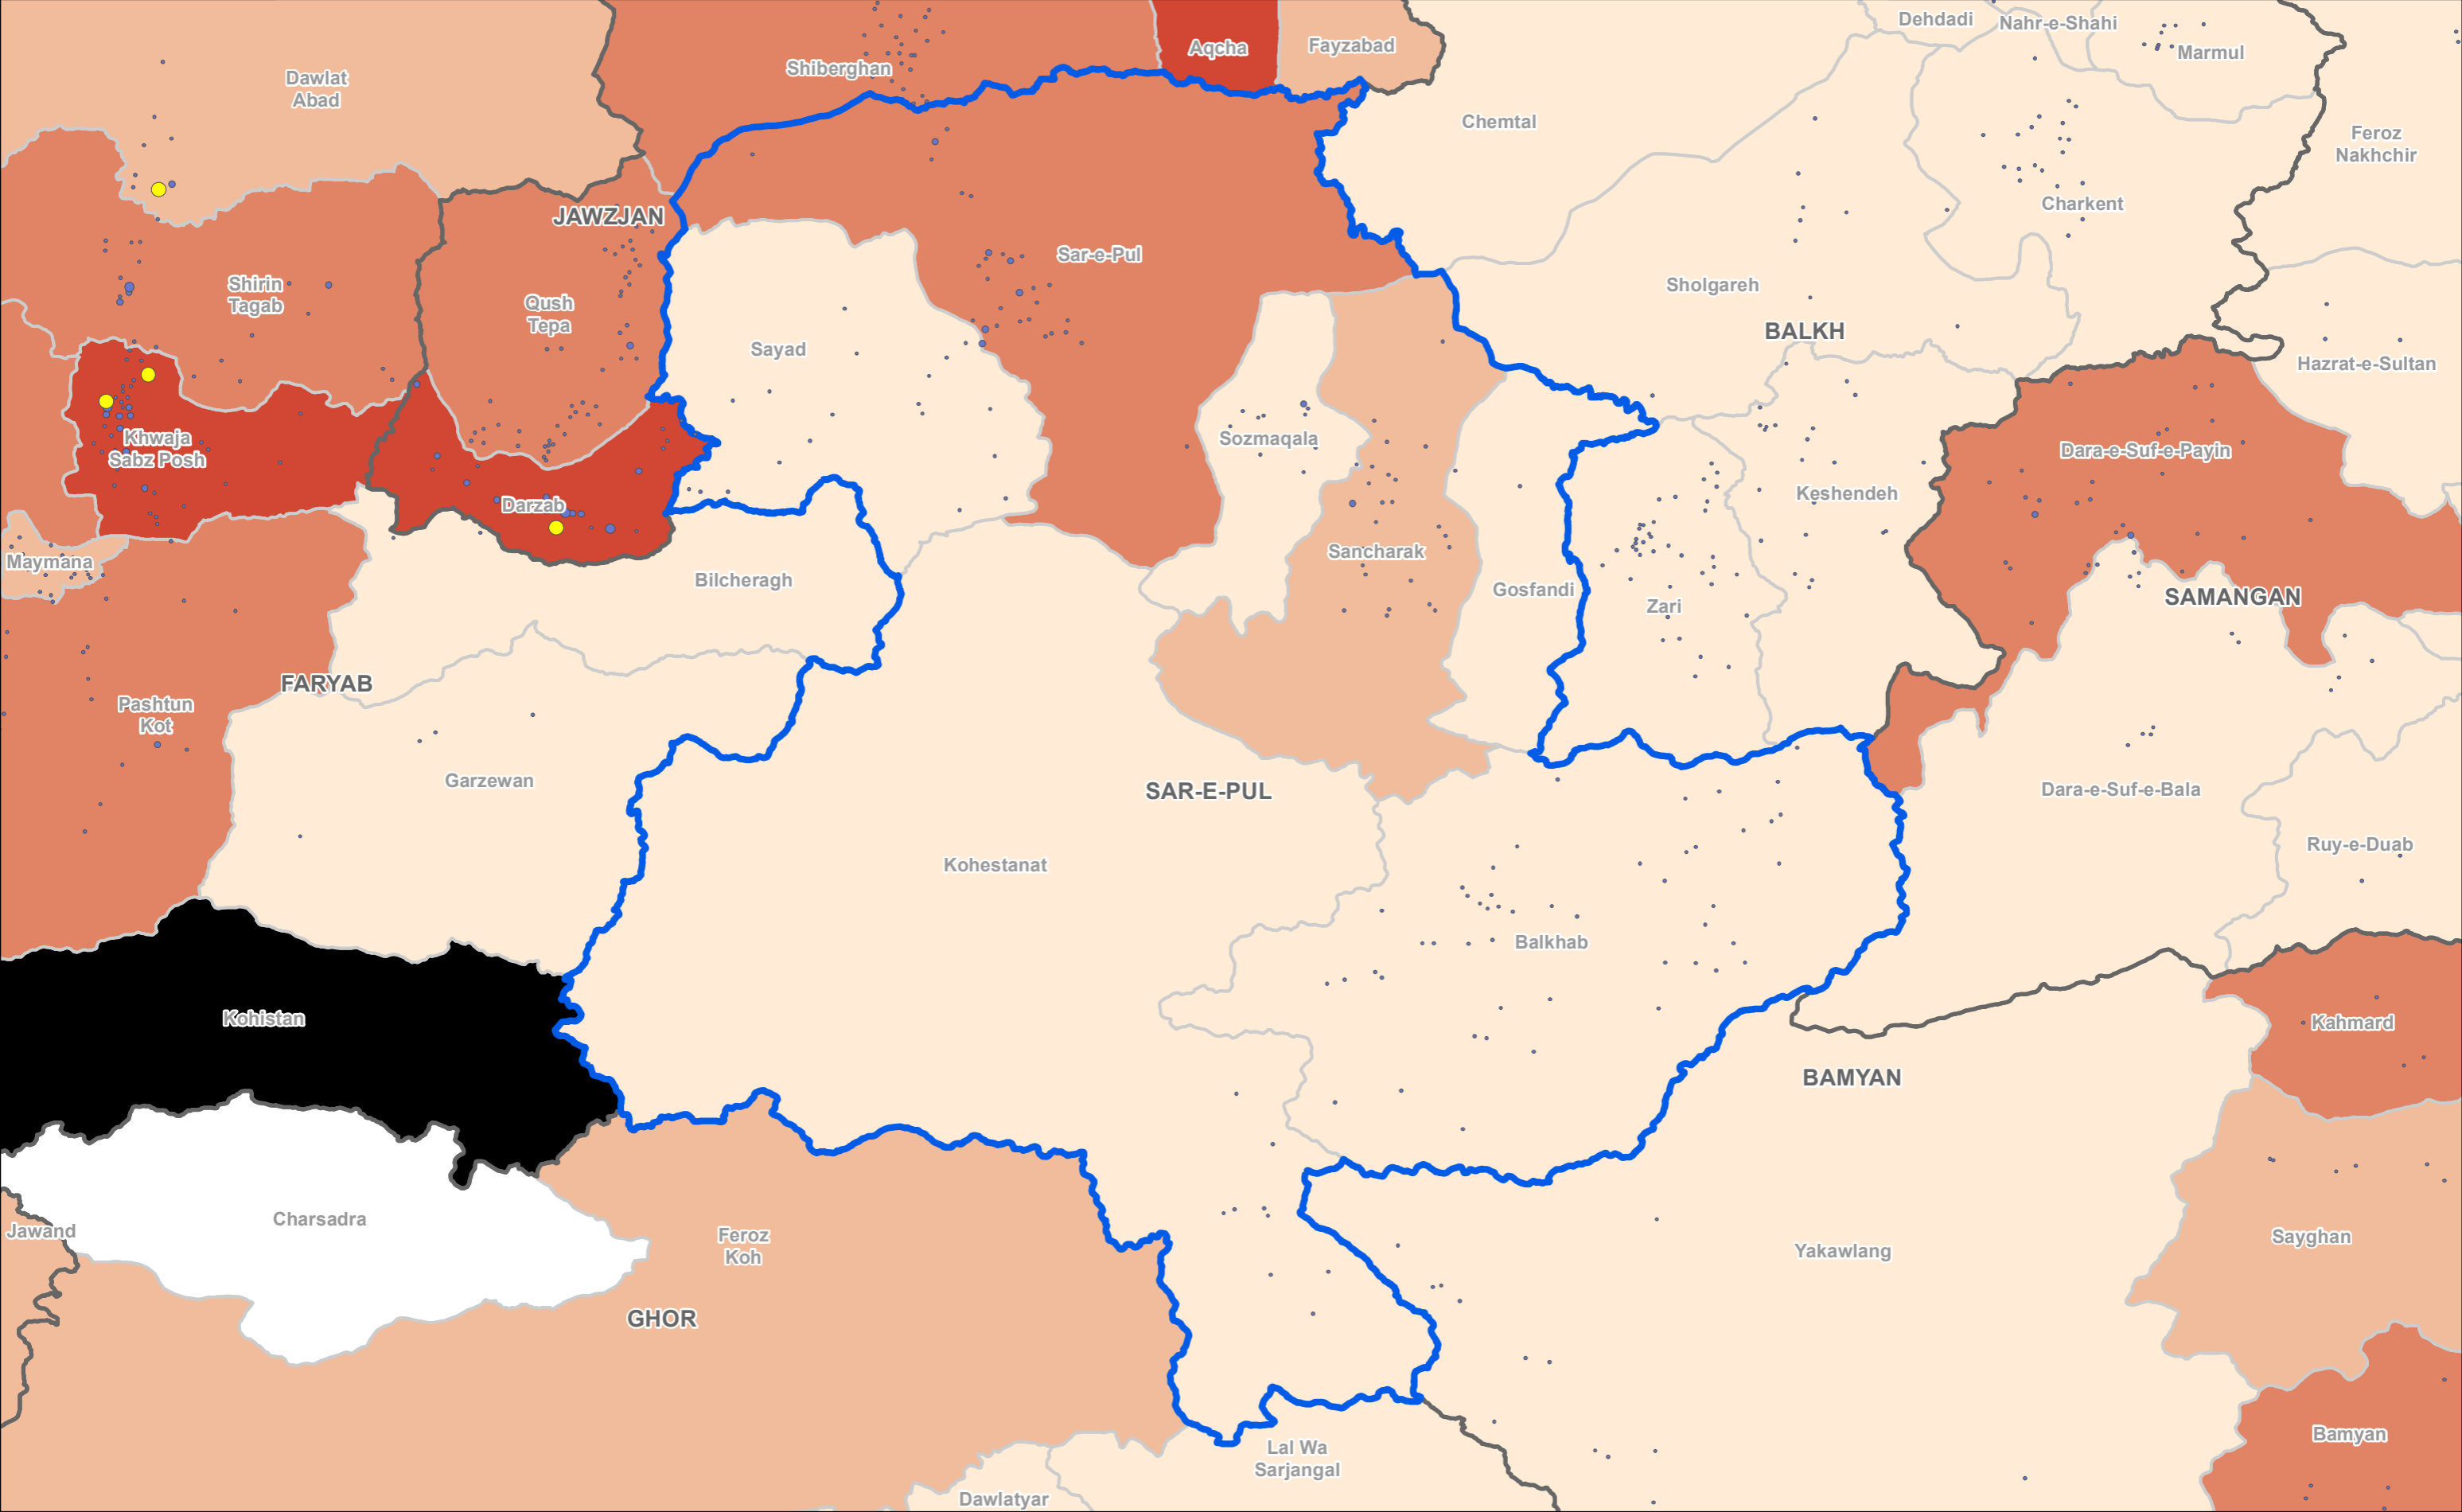 Dehdadi
Nahr-e-Shahi
Marmul
Aqcha
Fayzabad
Shiberghan
Dawlat
Abad
Chemtal
Feroz
Nakhchir
Charkent
JAWZJAN
Sar-e-Pul
Shirin
Tagab
Qush
Tepa
Sholgareh
BALKH
Sayad
Hazrat-e-Sultan
Khwaja
Sabz Posh
Sozmaqala
Dara-e-Suf-e-Payin
Keshendeh
Darzab
Maymana
Sancharak
Bilcheragh
Gosfandi
Zari
SAMANGAN
FARYAB
Pashtun
Kot
Garzewan
SAR-E-PUL
Dara-e-Suf-e-Bala
Ruy-e-Duab
Kohestanat
Balkhab
Kohistan
Kahmard
BAMYAN
Charsadra
Jawand
Feroz
Koh
Yakawlang
Sayghan
GHOR
Bamyan
Lal Wa
Sarjangal
Dawlatyar